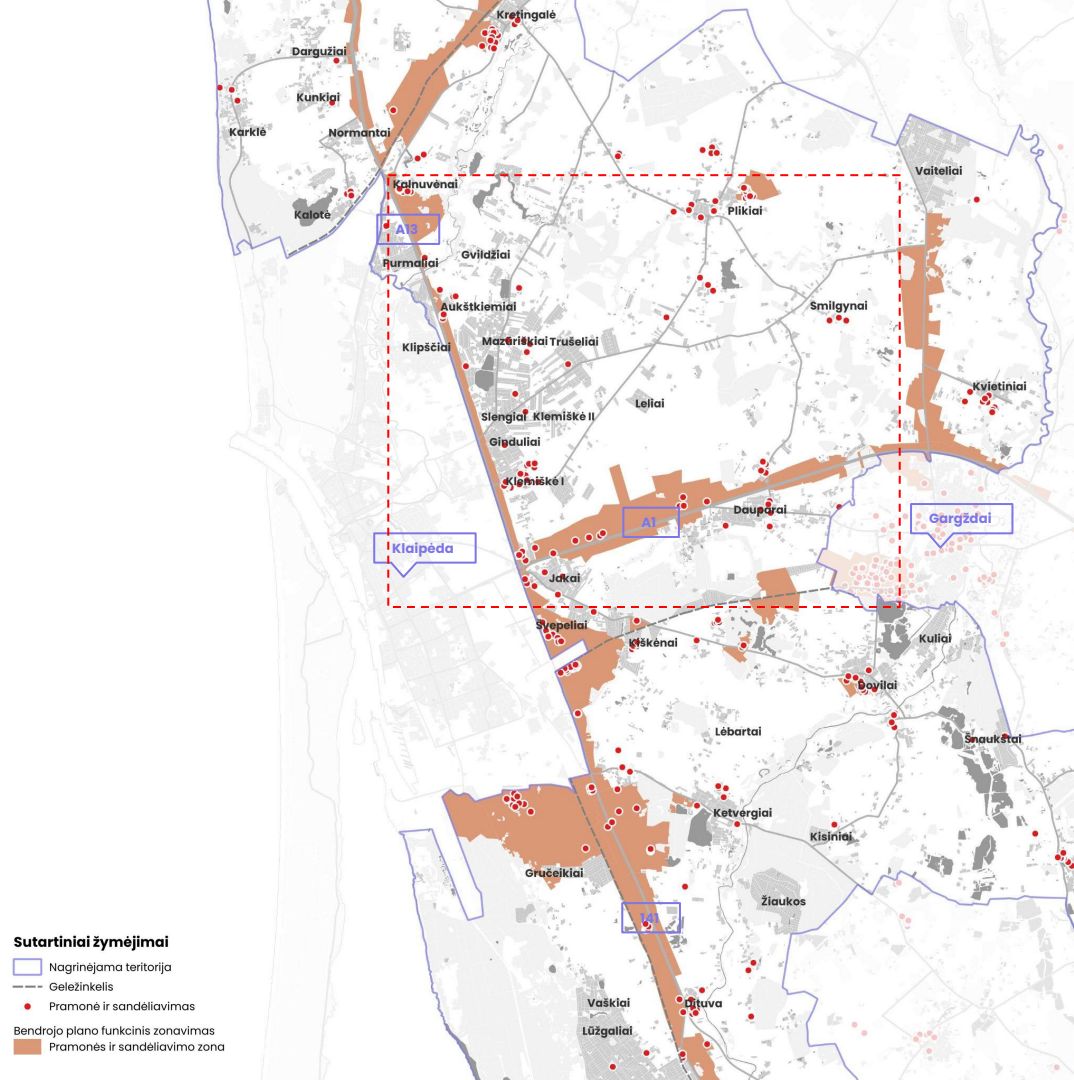 Kretingalė
Dargužiai
Kunkiai
Karklė
Normantai
Vaiteliai
Kalnuvėnai
Kalotė
Plikiai
A13
Gvildžiai
Purmaliai
Aukštkiemiai
Smilgynai
Klipščiai
Mazūriškiai
Trušeliai
Kvietiniai
Leliai
Slengiai
Klemiškė II
Ginduliai
Klemiškė I
Dauparai
A1
Gargždai
Klaipėda
Jakai
Švepeliai
Kiškėnai
Kuliai
Dovilai
Lėbartai
Šnaukštai
Ketvergiai
Kisiniai
Gručeikiai
Žiaukos
141
Vaškiai
Dituva
Lūžgaliai
Sutartiniai žymėjimai
Nagrinėjama teritorija
Geležinkelis
Pramonė ir sandėliavimas
Bendrojo plano funkcinis zonavimas
Pramonės ir sandėliavimo zona